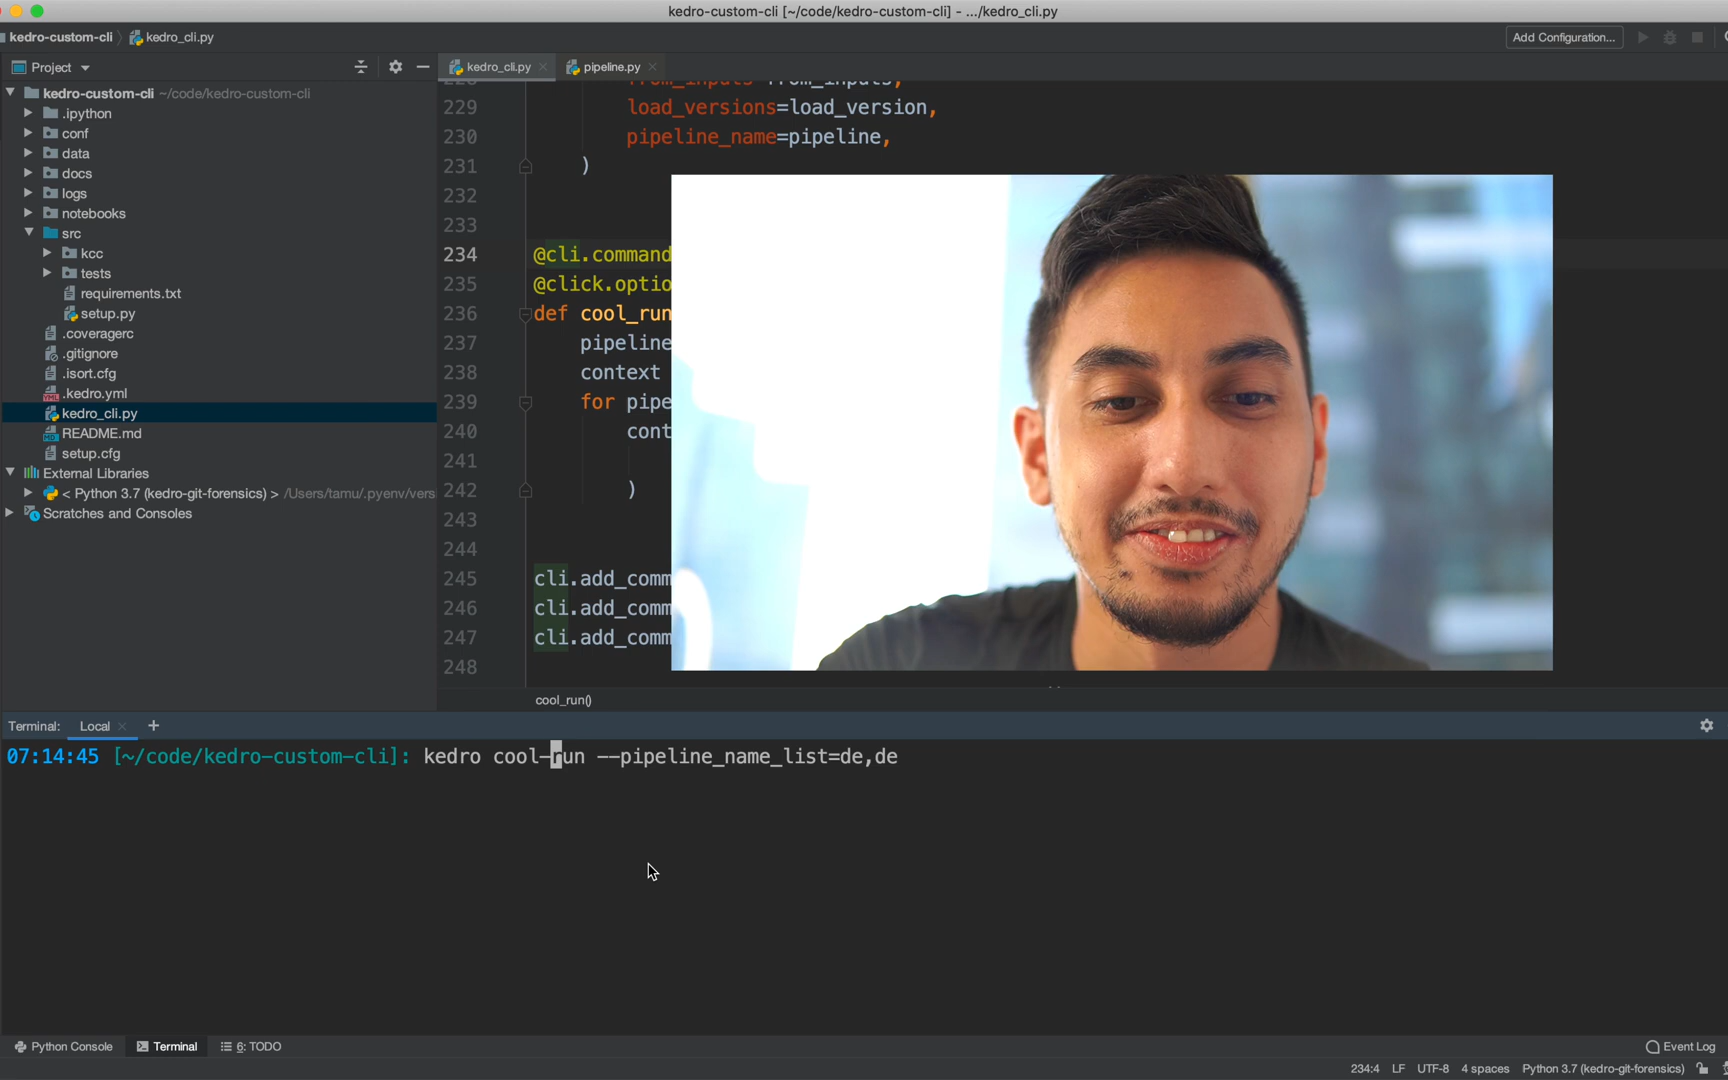 kedro-custom-cli [~/code/kedro-custom-cli] - .../kedro_cli.py
kedro-custom-cli kedro_cli.py
Add Configuration...
Project
kedro_cli.py
pipeline.py
kedro-custom-cli ~/code/kedro-custom-cli
.ipython
conf
data
docs
logs
notebooks
src
kcc
tests
requirements.txt
setup.py
.coveragerc
.gitignore
.isort.cfg
.kedro.yml
kedro_cli.py
README.md
setup.cfg
External Libraries
< Python 3.7 (kedro-git-forensics) > /Users/tamu/.pyenv/vers
Scratches and Consoles
229 load_versions=load_version,
230 pipeline_name=pipeline,
231 )
232
233
234 @cli.command
235 @click.optio
236 def cool_run
237 pipeline
238 context
239 for pipe
240 cont
241
242 )
243
244
245 cli.add_comm
246 cli.add_comm
247 cli.add_comm
248
cool_run()
Terminal: Local +
07:14:45 [~/code/kedro-custom-cli]: kedro cool-run --pipeline_name_list=de,de
Python Console
Terminal
6: TODO
Event Log
234:4 LF UTF-8 4 spaces Python 3.7 (kedro-git-forensics)